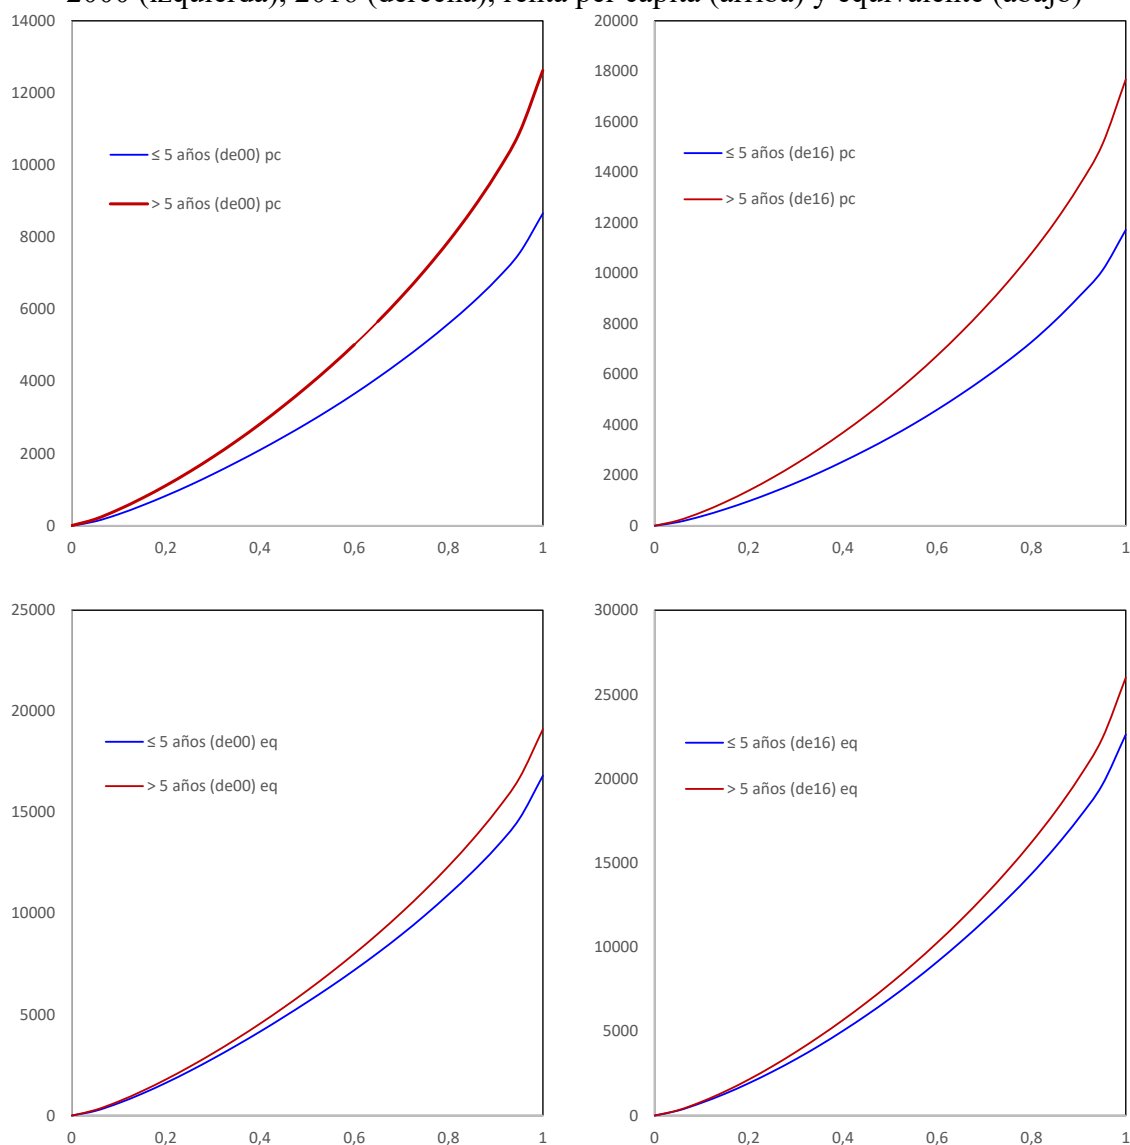 2000 (izquierda), 2016 (derecha), renta per cápita (arriba) y equivalente (abajo)
14000
12000
10000
8000
6000
4000
2000
0
≤ 5 años (de00) pc
> 5 años (de00) pc
0 0,2 0,4 0,6 0,8 1
20000
18000
16000
14000
12000
10000
8000
6000
4000
2000
0
≤ 5 años (de16) pc
> 5 años (de16) pc
0 0,2 0,4 0,6 0,8 1
25000
20000
15000
10000
5000
0
≤ 5 años (de00) eq
> 5 años (de00) eq
0 0,2 0,4 0,6 0,8 1
30000
25000
20000
15000
10000
5000
0
≤ 5 años (de16) eq
> 5 años (de16) eq
0 0,2 0,4 0,6 0,8 1